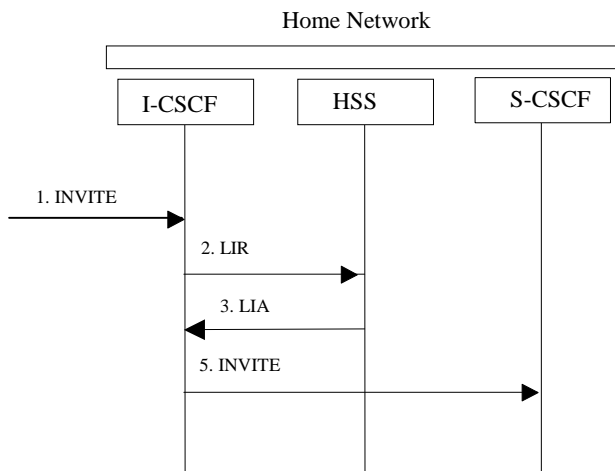 Home Network
I-CSCF
HSS
S-CSCF
1. INVITE
2. LIR
3. LIA
5. INVITE